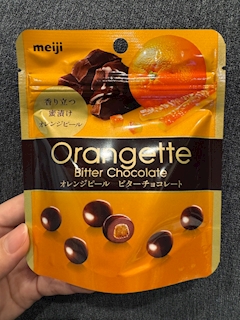 meiji
香り立つ
蜜漬け
オレンジピール
Orangette
Bitter Chocolate
オレンジピール ビターチョコレート